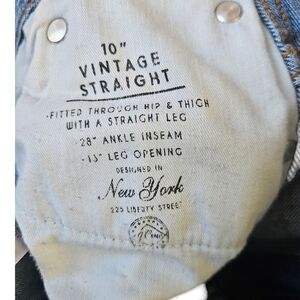 10"
VINTAGE
STRAIGHT
-FITTED THROUGH HIP & THIGH
WITH A STRAIGHT LEG
-28" ANKLE INSEAM
-13" LEG OPENING
DESIGNED IN
New York
225 LIBERTY STREET